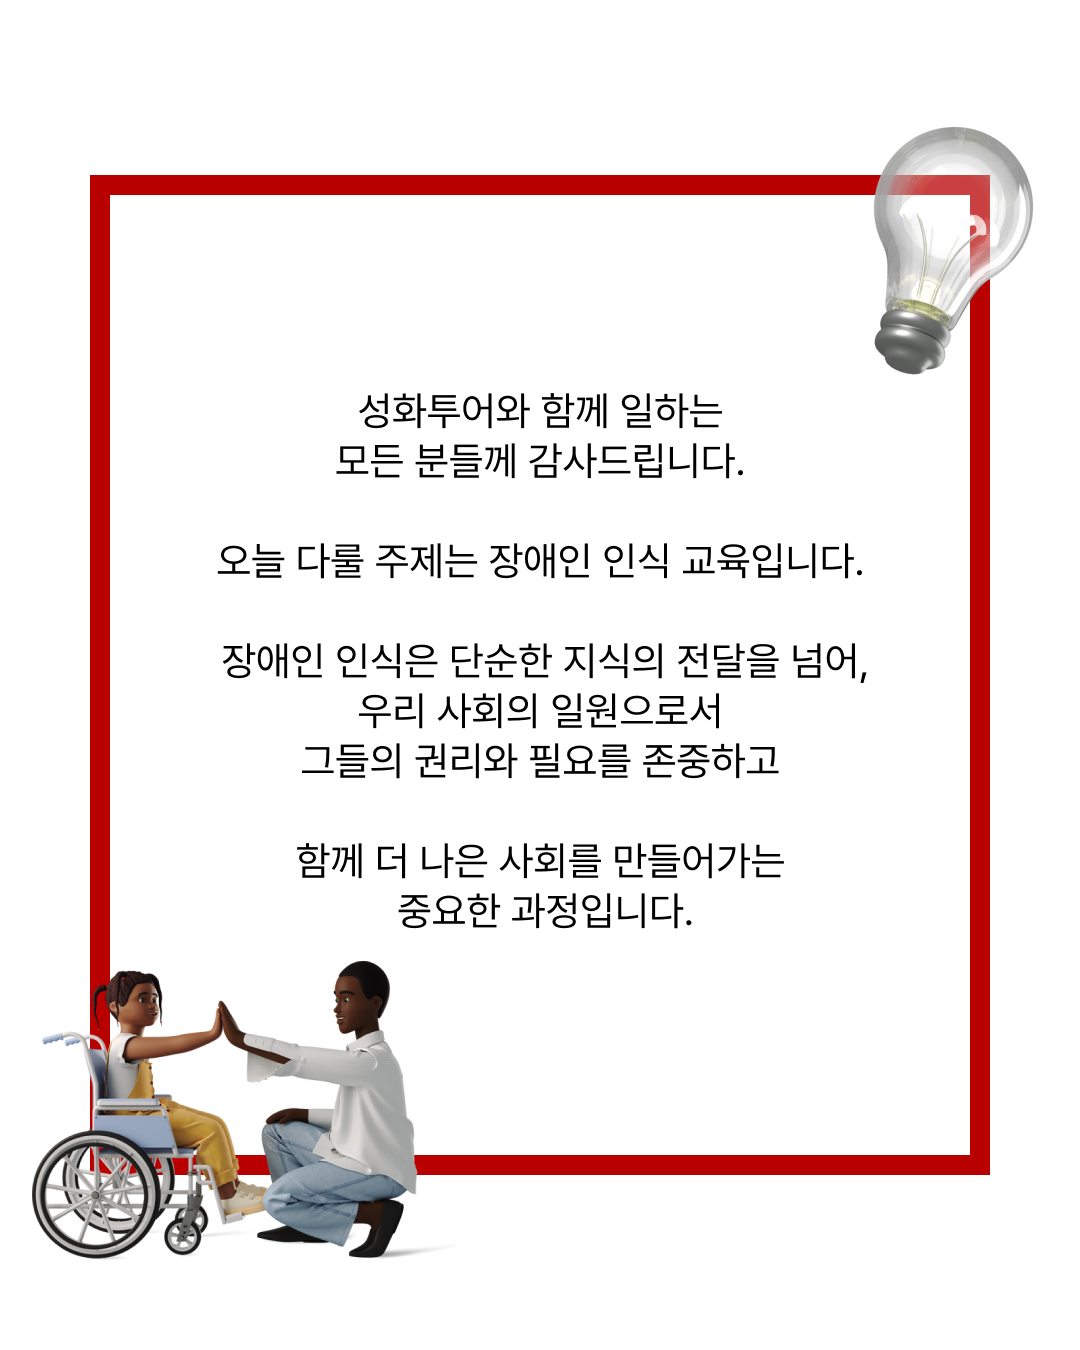 성화투어와 함께 일하는
모든 분들께 감사드립니다.
오늘 다룰 주제는 장애인 인식 교육입니다.
장애인 인식은 단순한 지식의 전달을 넘어,
우리 사회의 일원으로서
그들의 권리와 필요를 존중하고
함께 더 나은 사회를 만들어가는
중요한 과정입니다.